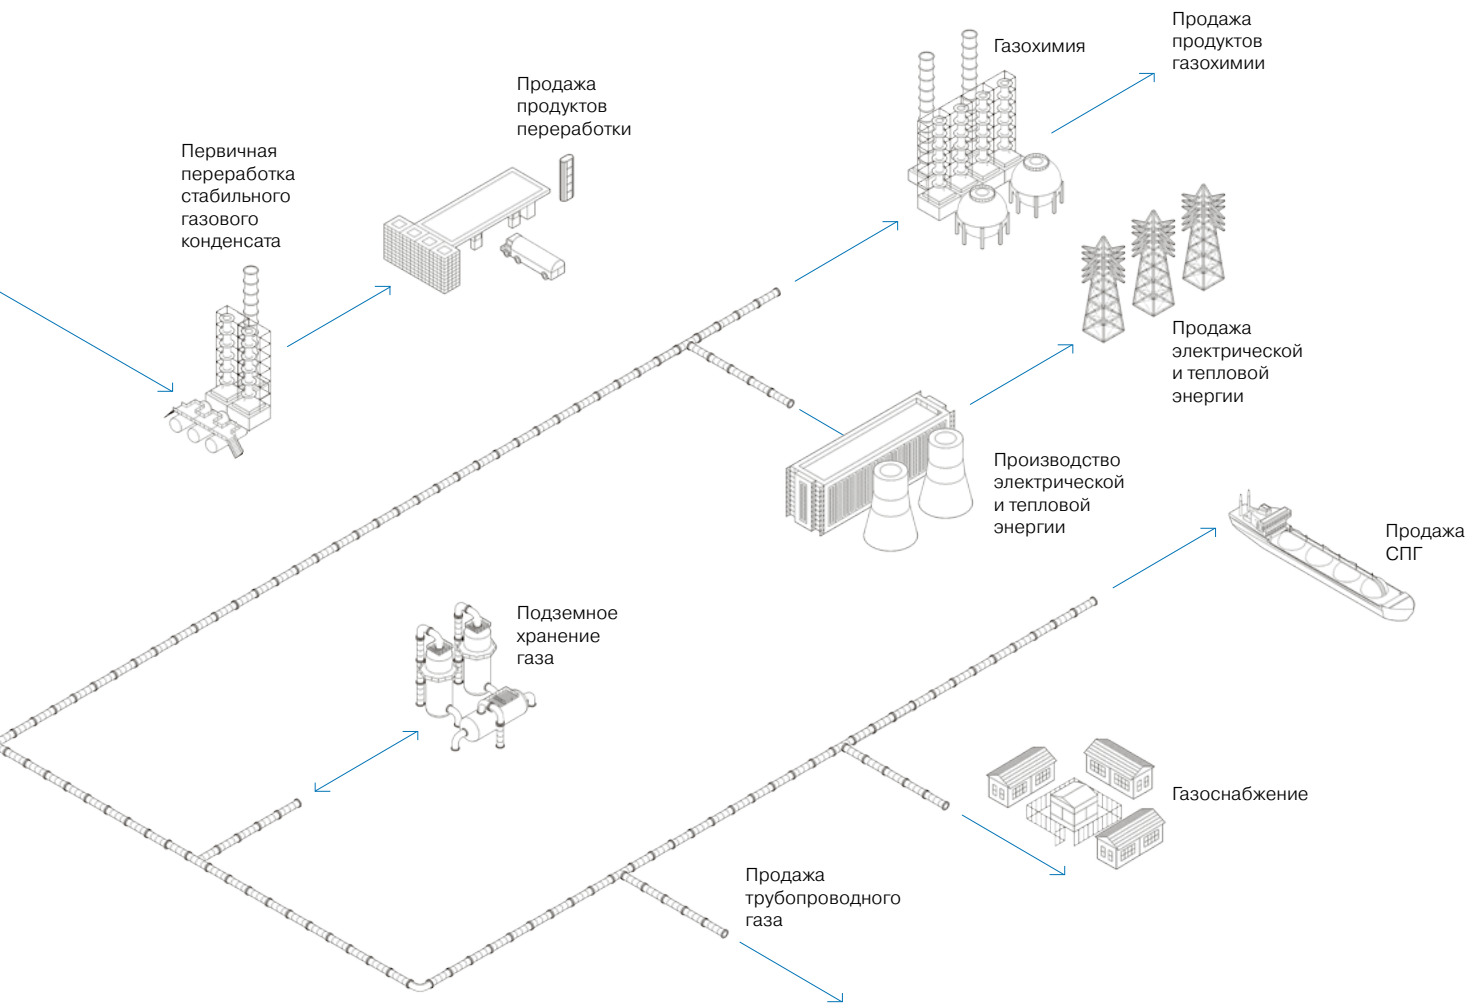 Продажа
продуктов
газохимии
Газохимия
Продажа
продуктов
переработки
Первичная
переработка
стабильного
газового
конденсата
Продажа
электрической
и тепловой
энергии
Производство
электрической
и тепловой
энергии
Продажа
СПГ
Подземное
хранение
газа
Газоснабжение
Продажа
трубопроводного
газа